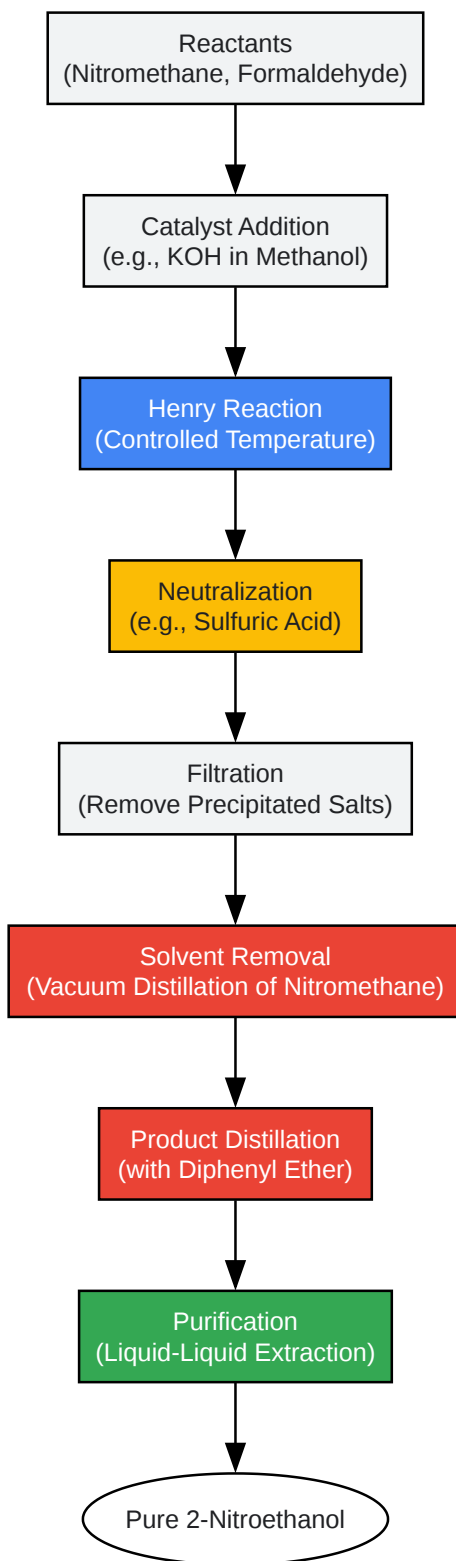 Reactants
(Nitromethane, Formaldehyde)
Catalyst Addition
(e.g., KOH in Methanol)
Henry Reaction
(Controlled Temperature)
Neutralization
(e.g., Sulfuric Acid)
Filtration
(Remove Precipitated Salts)
Solvent Removal
(Vacuum Distillation of Nitromethane)
Product Distillation
(with Diphenyl Ether)
Purification
(Liquid-Liquid Extraction)
Pure 2-Nitroethanol